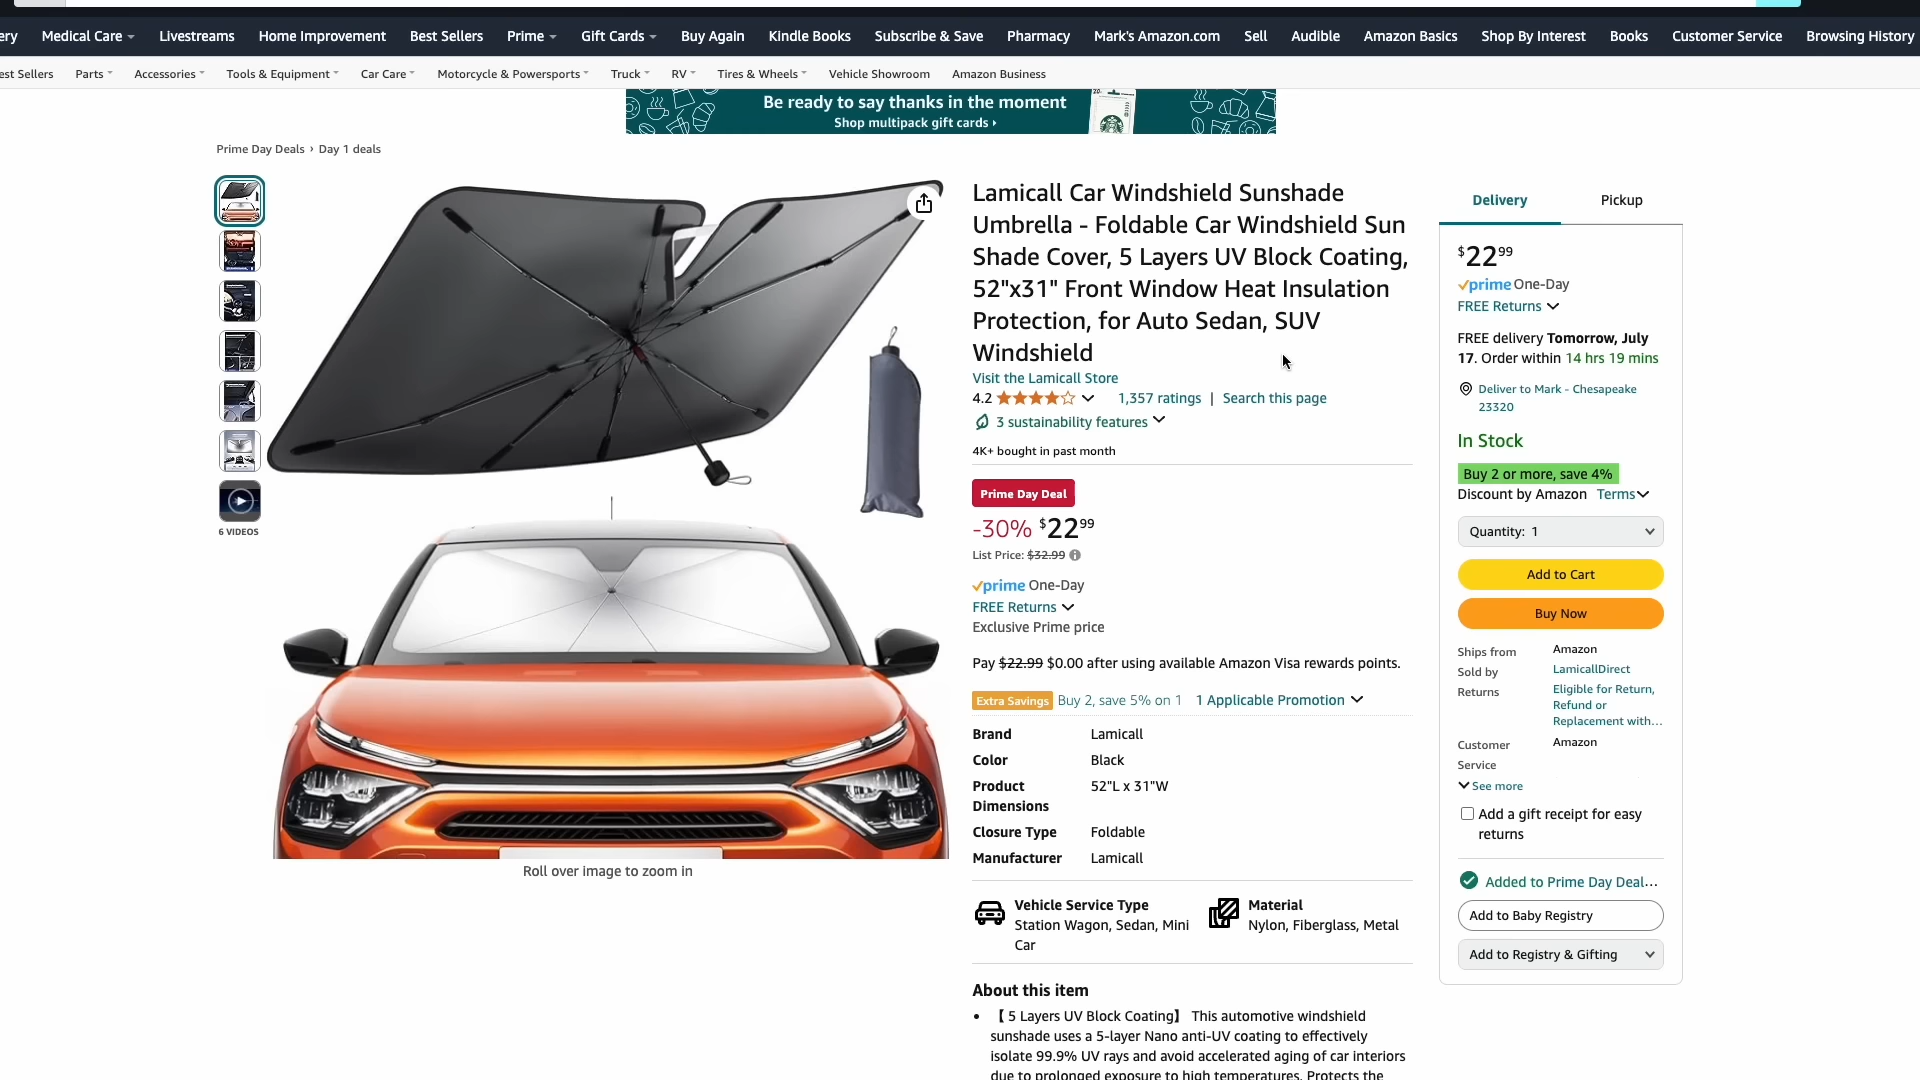 ery Medical Care Livestreams Home Improvement Best Sellers Prime Gift Cards Buy Again Kindle Books Subscribe & Save Pharmacy Mark's Amazon.com Sell Audible Amazon Basics Shop By Interest Books Customer Service Browsing History
est Sellers Parts Accessories Tools & Equipment Car Care Motorcycle & Powersports Truck RV Tires & Wheels Vehicle Showroom Amazon Business
Be ready to say thanks in the moment
Shop multipack gift cards ›
Prime Day Deals › Day 1 deals
6 VIDEOS
Roll over image to zoom in
Lamicall Car Windshield Sunshade
Umbrella - Foldable Car Windshield Sun
Shade Cover, 5 Layers UV Block Coating,
52"x31" Front Window Heat Insulation
Protection, for Auto Sedan, SUV
Windshield
Visit the Lamicall Store
4.2 1,357 ratings | Search this page
3 sustainability features
4K+ bought in past month
Prime Day Deal
-30% $22 99
List Price: $32.99
prime One-Day
FREE Returns
Exclusive Prime price
Pay $22.99 $0.00 after using available Amazon Visa rewards points.
Extra Savings Buy 2, save 5% on 1 1 Applicable Promotion
Brand Lamicall
Color Black
Product 52"L x 31"W
Dimensions
Closure Type Foldable
Manufacturer Lamicall
Vehicle Service Type
Station Wagon, Sedan, Mini
Car
Material
Nylon, Fiberglass, Metal
About this item
• 【 5 Layers UV Block Coating】 This automotive windshield
sunshade uses a 5-layer Nano anti-UV coating to effectively
isolate 99.9% UV rays and avoid accelerated aging of car interiors
due to prolonged exposure to high temperatures. Protects the
Delivery Pickup
$22 99
prime One-Day
FREE Returns
FREE delivery Tomorrow, July
17. Order within 14 hrs 19 mins
Deliver to Mark - Chesapeake
23320
In Stock
Buy 2 or more, save 4%
Discount by Amazon Terms
Quantity: 1
Add to Cart
Buy Now
Ships from Amazon
Sold by LamicallDirect
Returns Eligible for Return,
Refund or
Replacement with…
Customer Amazon
Service
See more
Add a gift receipt for easy
returns
Added to Prime Day Deal…
Add to Baby Registry
Add to Registry & Gifting